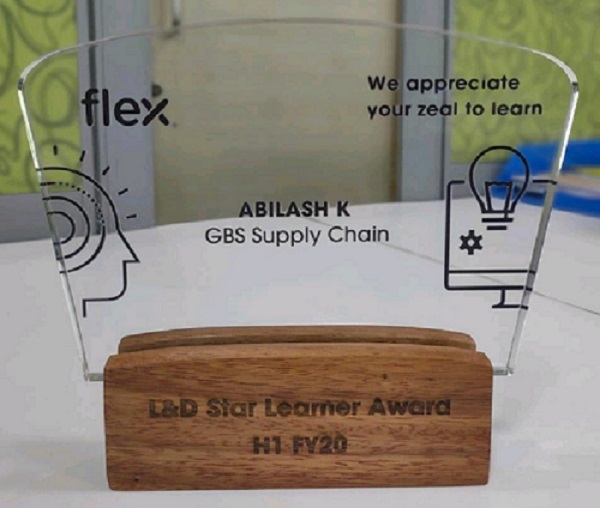 flex
We appreciate
your zeal to learn
ABILASH K
GBS Supply Chain
L&D Star Learner Award
H1 FY20